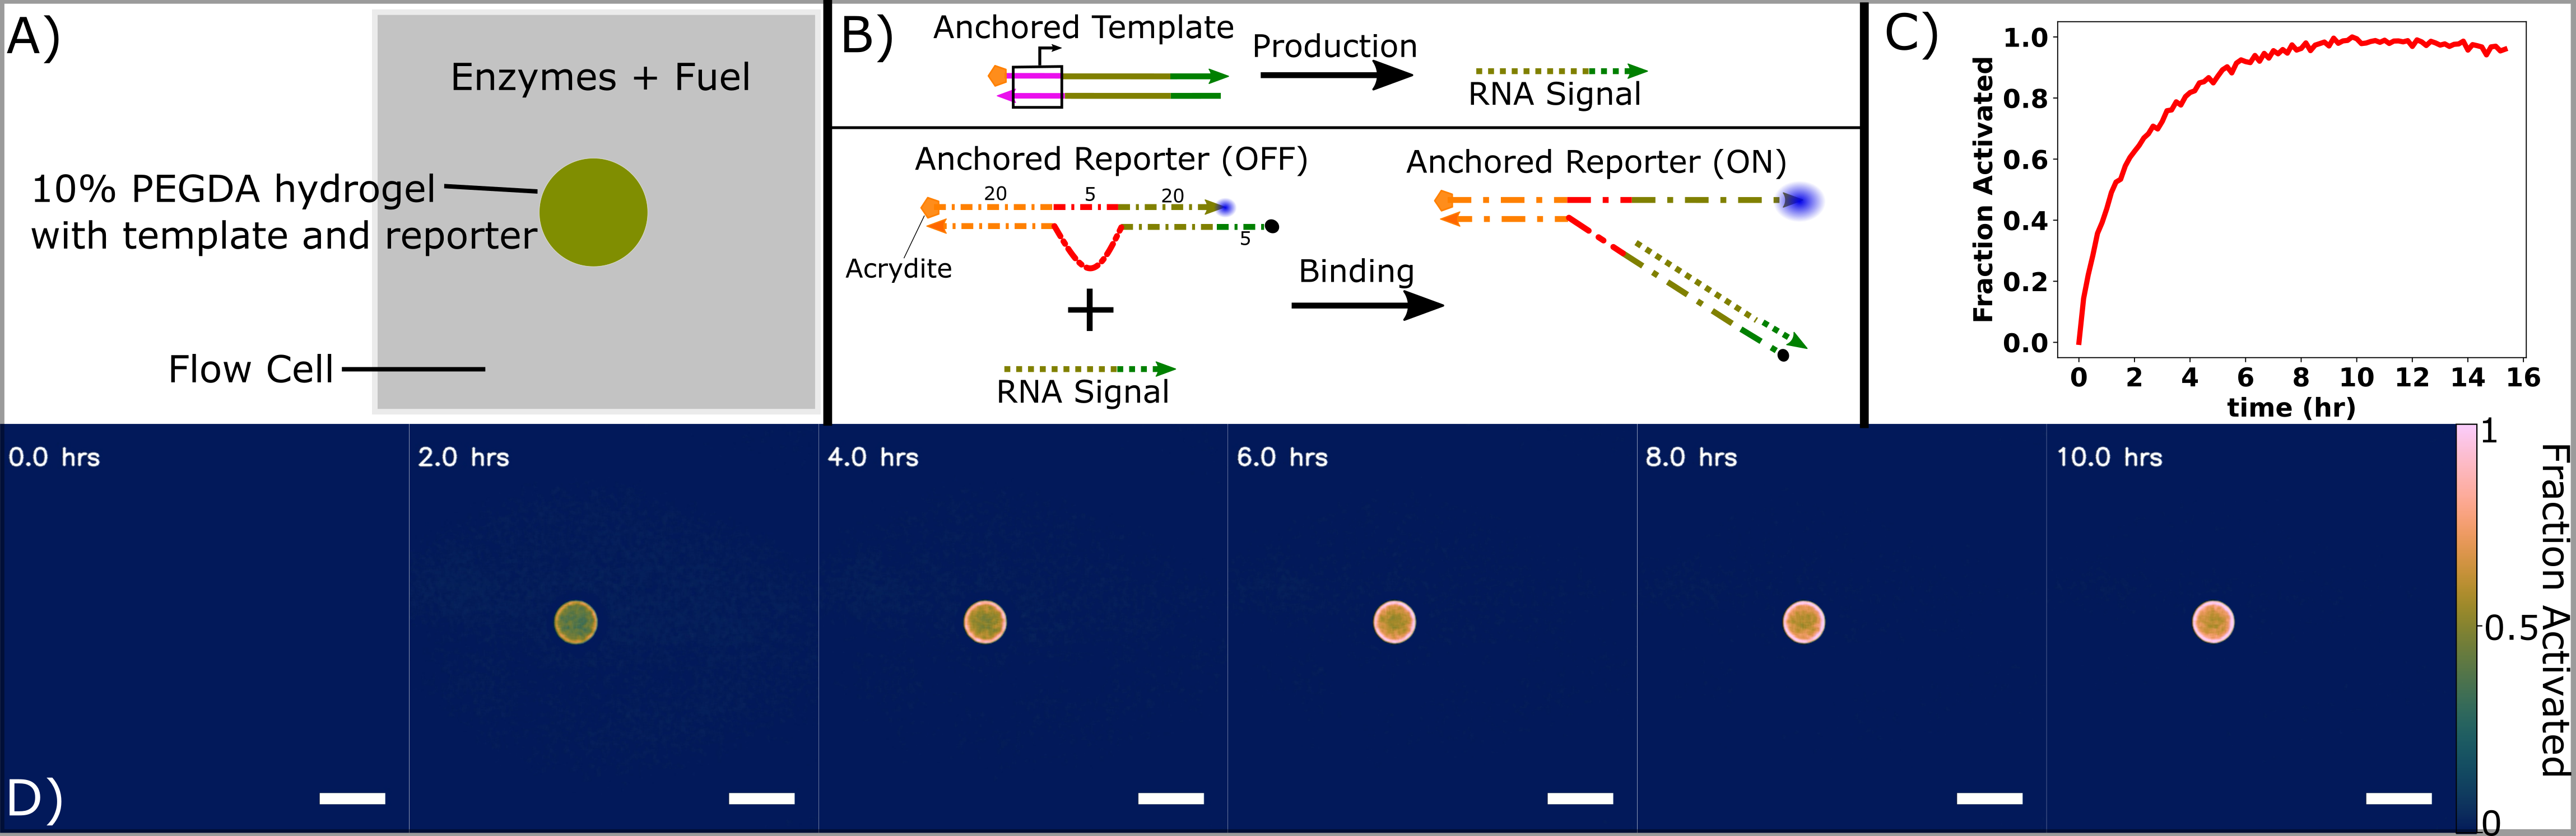 A)
Enzymes + Fuel
10% PEGDA hydrogel
with template and reporter
Flow Cell
B)
Anchored Template
Production
RNA Signal
Anchored Reporter (OFF)
20
5
20
5
Acrydite
+
RNA Signal
Binding
Anchored Reporter (ON)
C)
Fraction Activated
1.0
0.8
0.6
0.4
0.2
0.0
0 2 4 6 8 10 12 14 16
time (hr)
D)
0.0 hrs
2.0 hrs
4.0 hrs
6.0 hrs
8.0 hrs
10.0 hrs
1
0.5
0
Fraction Activated